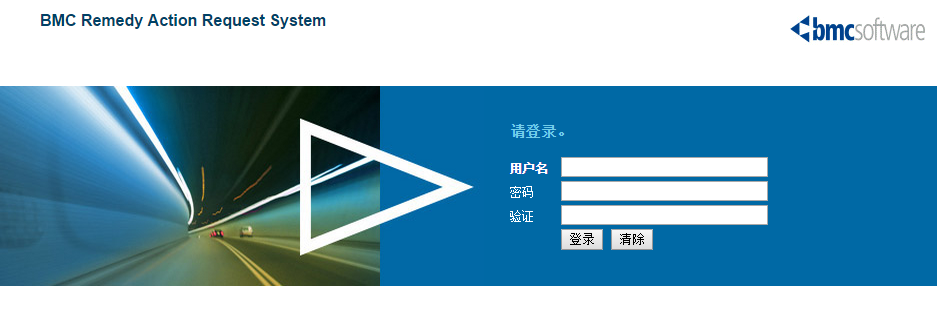 BMC Remedy Action Request System
bmcsoftware
请登录。
用户名
密码
验证
登录 清除